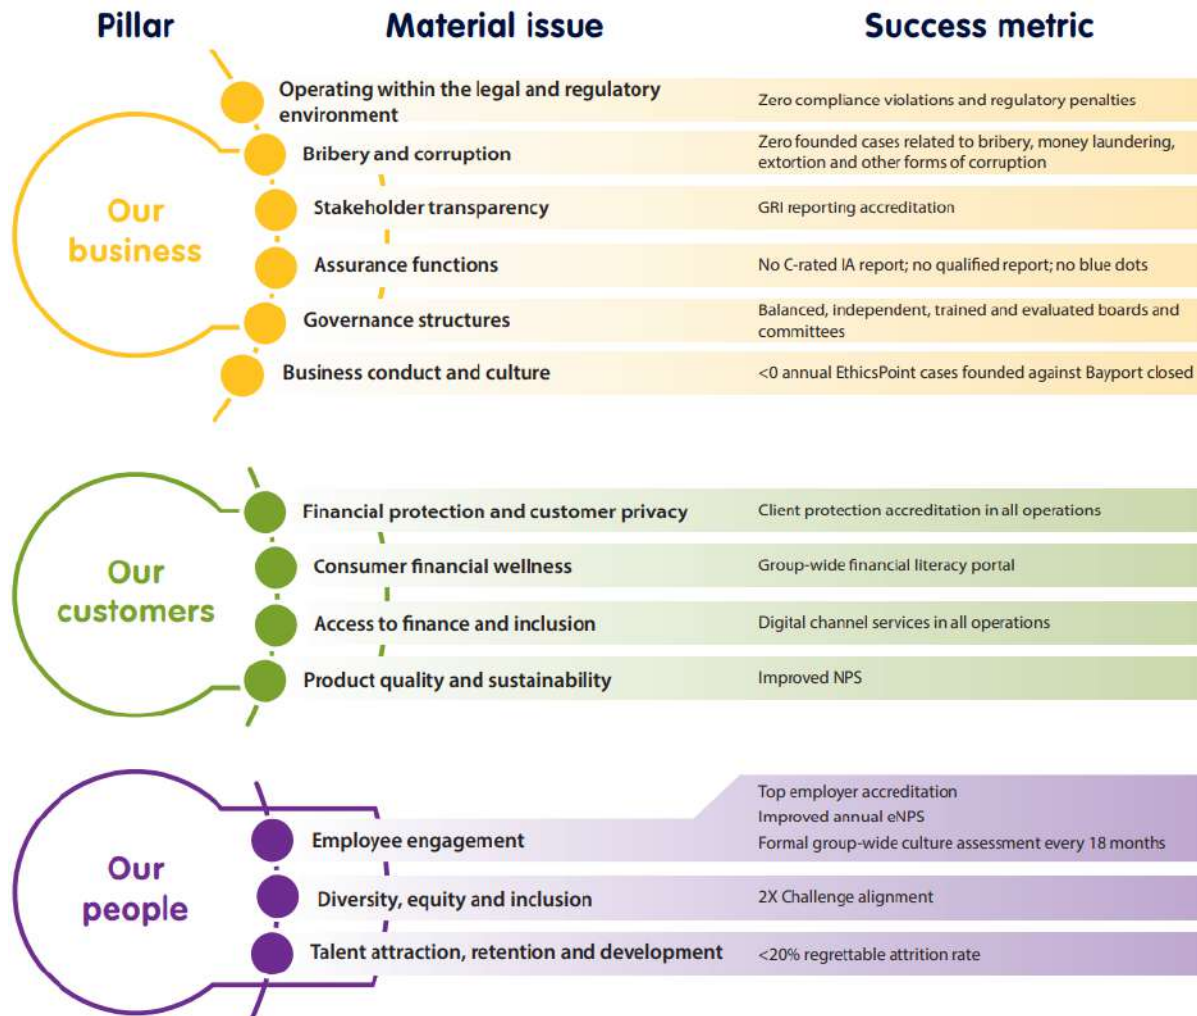 Pillar
Material issue
Success metric
Our
business
Operating within the legal and regulatory
environment
Zero compliance violations and regulatory penalties
Bribery and corruption
Zero founded cases related to bribery, money laundering,
extortion and other forms of corruption
Stakeholder transparency
GRI reporting accreditation
Assurance functions
No C-rated IA report; no qualified report; no blue dots
Governance structures
Balanced, independent, trained and evaluated boards and
committees
Business conduct and culture
<0 annual EthicsPoint cases founded against Bayport closed
Our
customers
Financial protection and customer privacy
Client protection accreditation in all operations
Consumer financial wellness
Group-wide financial literacy portal
Access to finance and inclusion
Digital channel services in all operations
Product quality and sustainability
Improved NPS
Our
people
Employee engagement
Top employer accreditation
Improved annual eNPS
Formal group-wide culture assessment every 18 months
Diversity, equity and inclusion
2X Challenge alignment
Talent attraction, retention and development
<20% regrettable attrition rate